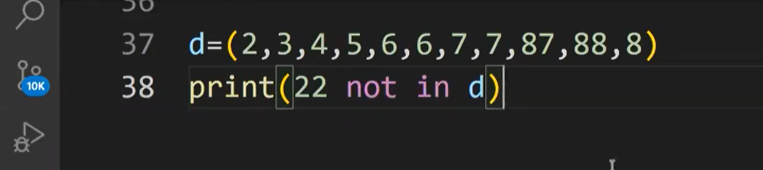 36
37 d=(2,3,4,5,6,6,7,7,87,88,8)
38 print(22 not in d)
10K